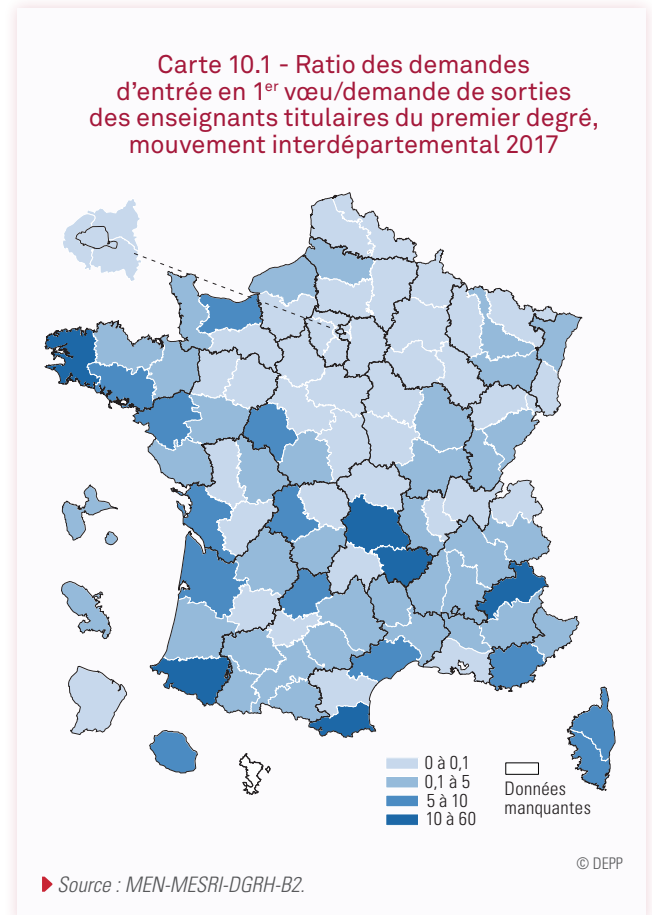 Carte 10.1 - Ratio des demandes
d'entrée en 1er vœu/demande de sorties
des enseignants titulaires du premier degré,
mouvement interdépartemental 2017
0 à 0,1
0,1 à 5
5 à 10
10 à 60
Données
manquantes
© DEPP
Source : MEN-MESRI-DGRH-B2.